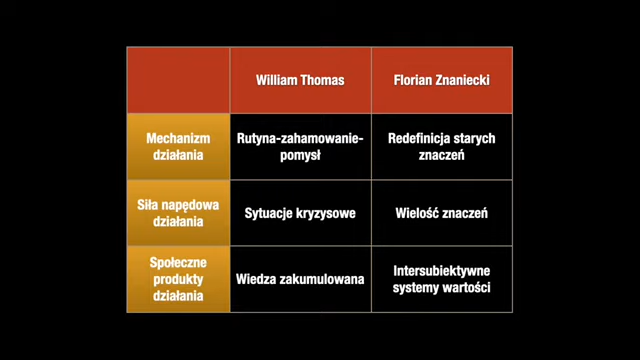 William Thomas
Florian Znaniecki
Mechanizm
działania
Rutyna-zahamowanie-
pomysł
Redefinicja starych
znaczeń
Siła napędowa
działania
Sytuacje kryzysowe
Wielość znaczeń
Społeczne
produkty
działania
Wiedza zakumulowana
Intersubiektywne
systemy wartości